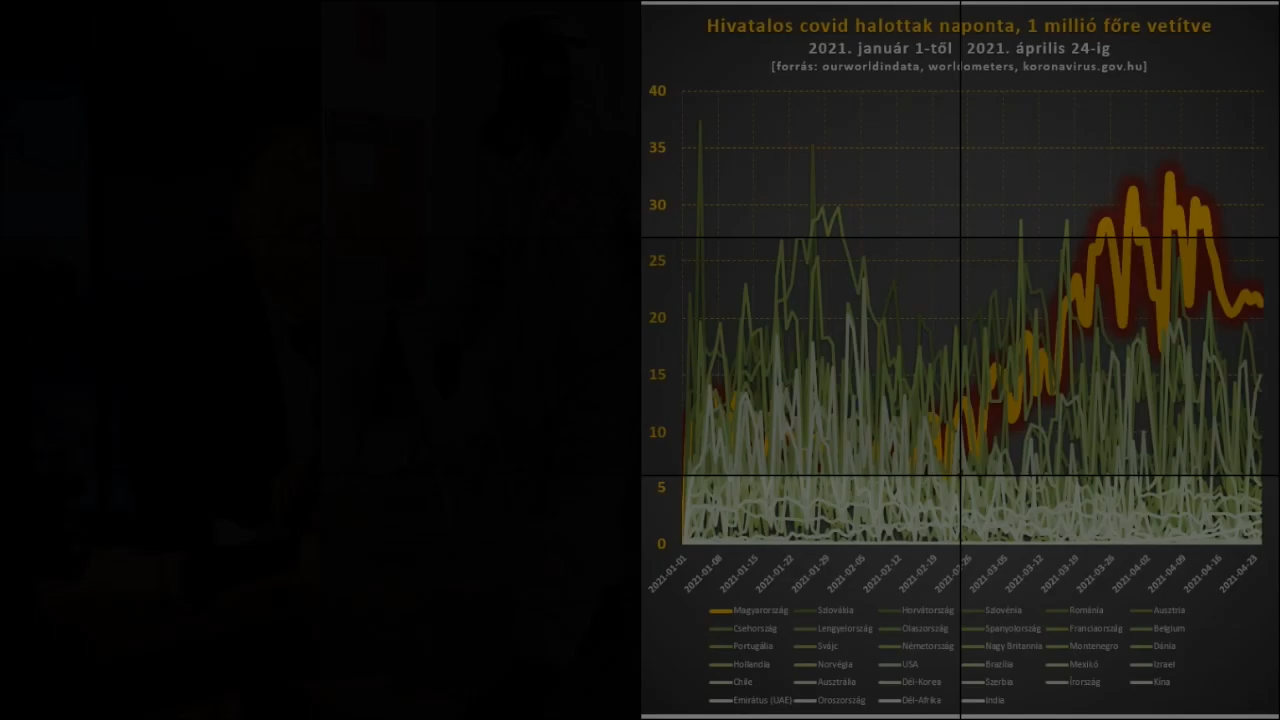 Hivatalos covid halottak naponta, 1 millió főre vetítve
2021. január 1-től 2021. április 24-ig
[forrás: ourworldindata, worldometers, koronavirus.gov.hu]
40
35
30
25
20
15
10
5
0
2021-01-01 2021-01-08 2021-01-15 2021-01-22 2021-01-29 2021-02-05 2021-02-12 2021-02-19 2021-02-26 2021-03-05 2021-03-12 2021-03-19 2021-03-26 2021-04-02 2021-04-09 2021-04-16 2021-04-23
Magyarország Szlovákia Horvátország Szlovénia Románia Ausztria
Csehország Lengyelország Olaszország Spanyolország Franciaország Belgium
Portugália Svájc Németország Nagy Britannia Montenegro Dánia
Hollandia Norvégia USA Brazília Mexikó Izrael
Chile Ausztrália Dél-Korea Szerbia Írország Kína
Emirátus (UAE) Oroszország Dél-Afrika India